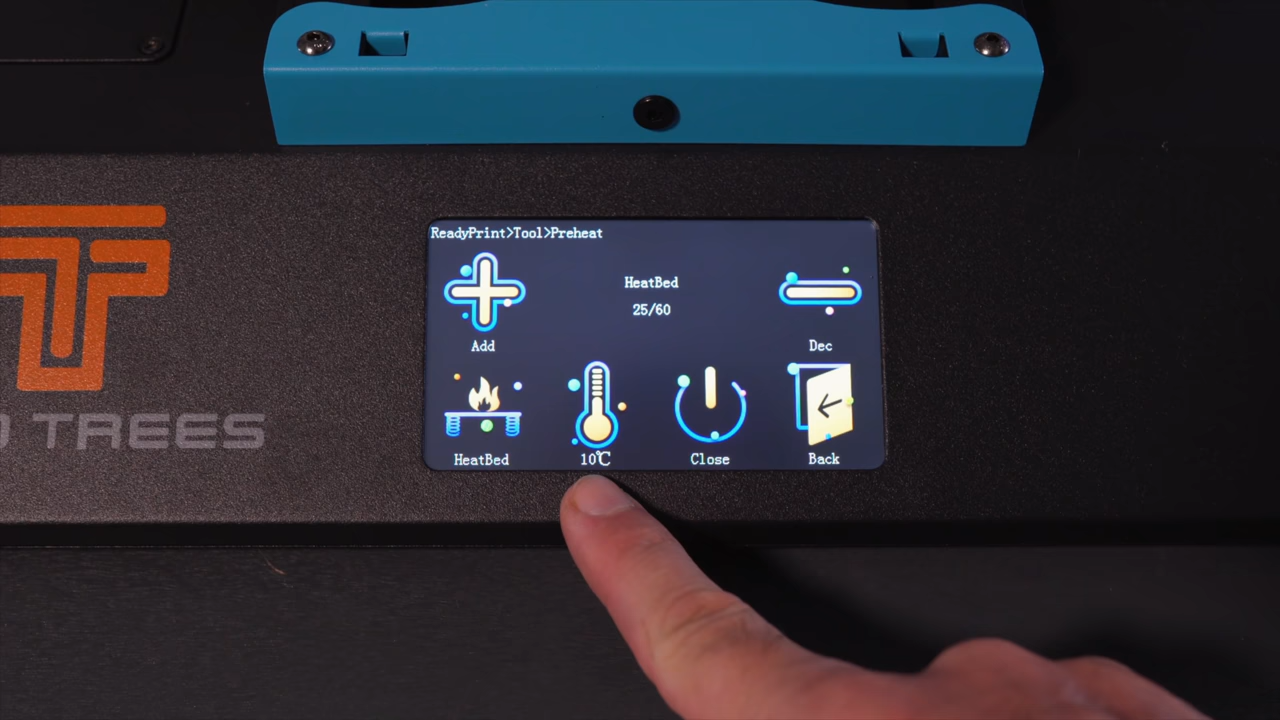 ReadyPrint>Tool>Preheat
HeatBed
25/60
Add
Dec
HeatBed
10℃
Close
Back
TREES